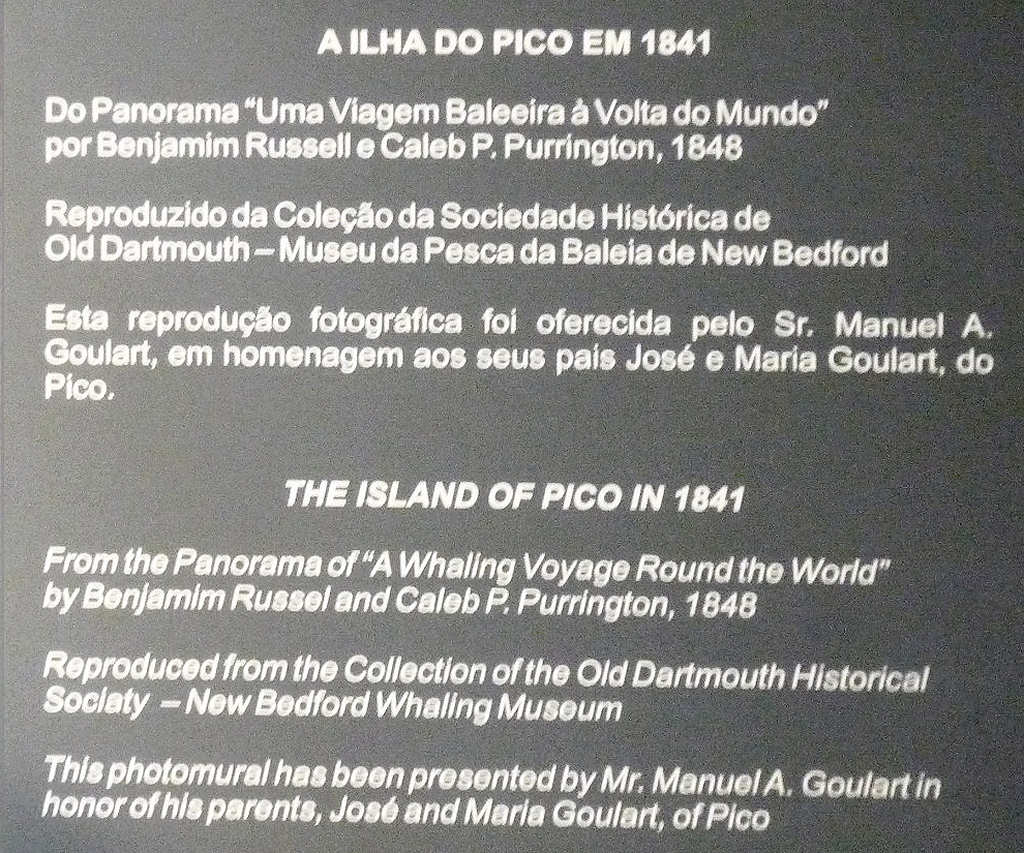 A ILHA DO PICO EM 1841
Do Panorama “Uma Viagem Baleeira à Volta do Mundo”
por Benjamim Russell e Caleb P. Purrington, 1848
Reproduzido da Coleção da Sociedade Histórica de
Old Dartmouth – Museu da Pesca da Baleia de New Bedford
Esta reprodução fotográfica foi oferecida pelo Sr. Manuel A.
Goulart, em homenagem aos seus pais José e Maria Goulart, do
Pico.
THE ISLAND OF PICO IN 1841
From the Panorama of “A Whaling Voyage Round the World”
by Benjamim Russel and Caleb P. Purrington, 1848
Reproduced from the Collection of the Old Dartmouth Historical
Sociaty – New Bedford Whaling Museum
This photomural has been presented by Mr. Manuel A. Goulart in
honor of his parents, José and Maria Goulart, of Pico